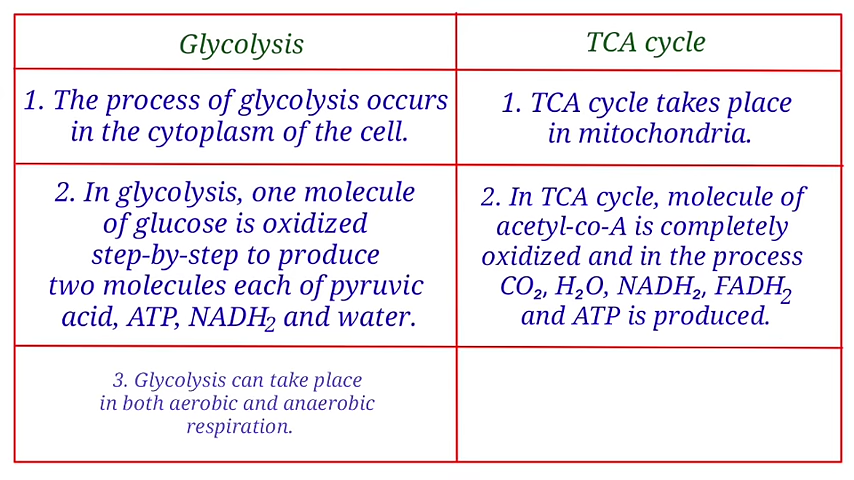 Glycolysis
TCA cycle
1. The process of glycolysis occurs
in the cytoplasm of the cell.
1. TCA cycle takes place
in mitochondria.
2. In glycolysis, one molecule
of glucose is oxidized
step-by-step to produce
two molecules each of pyruvic
acid, ATP, NADH₂ and water.
2. In TCA cycle, molecule of
acetyl-co-A is completely
oxidized and in the process
CO₂, H₂O, NADH₂, FADH₂
and ATP is produced.
3. Glycolysis can take place
in both aerobic and anaerobic
respiration.